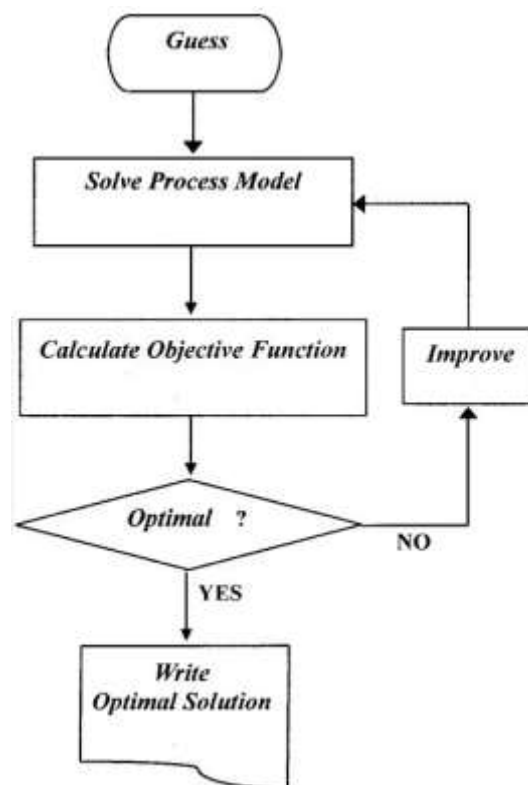 Guess
Solve Process Model
Calculate Objective Function
Improve
Optimal ?
NO
YES
Write
Optimal Solution